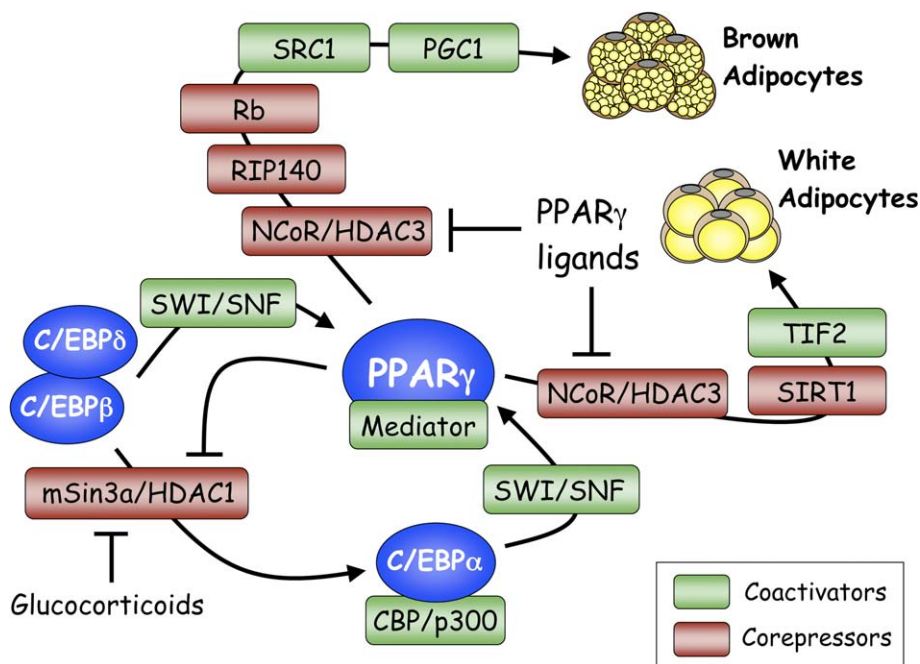 SRC1
PGC1
Brown
Adipocytes
Rb
RIP140
White
Adipocytes
NCoR/HDAC3
PPARγ
ligands
SWI/SNF
C/EBPδ
C/EBPβ
TIF2
PPARγ
Mediator
NCoR/HDAC3
SIRT1
mSin3a/HDAC1
SWI/SNF
C/EBPα
CBP/p300
Glucocorticoids
Coactivators
Corepressors